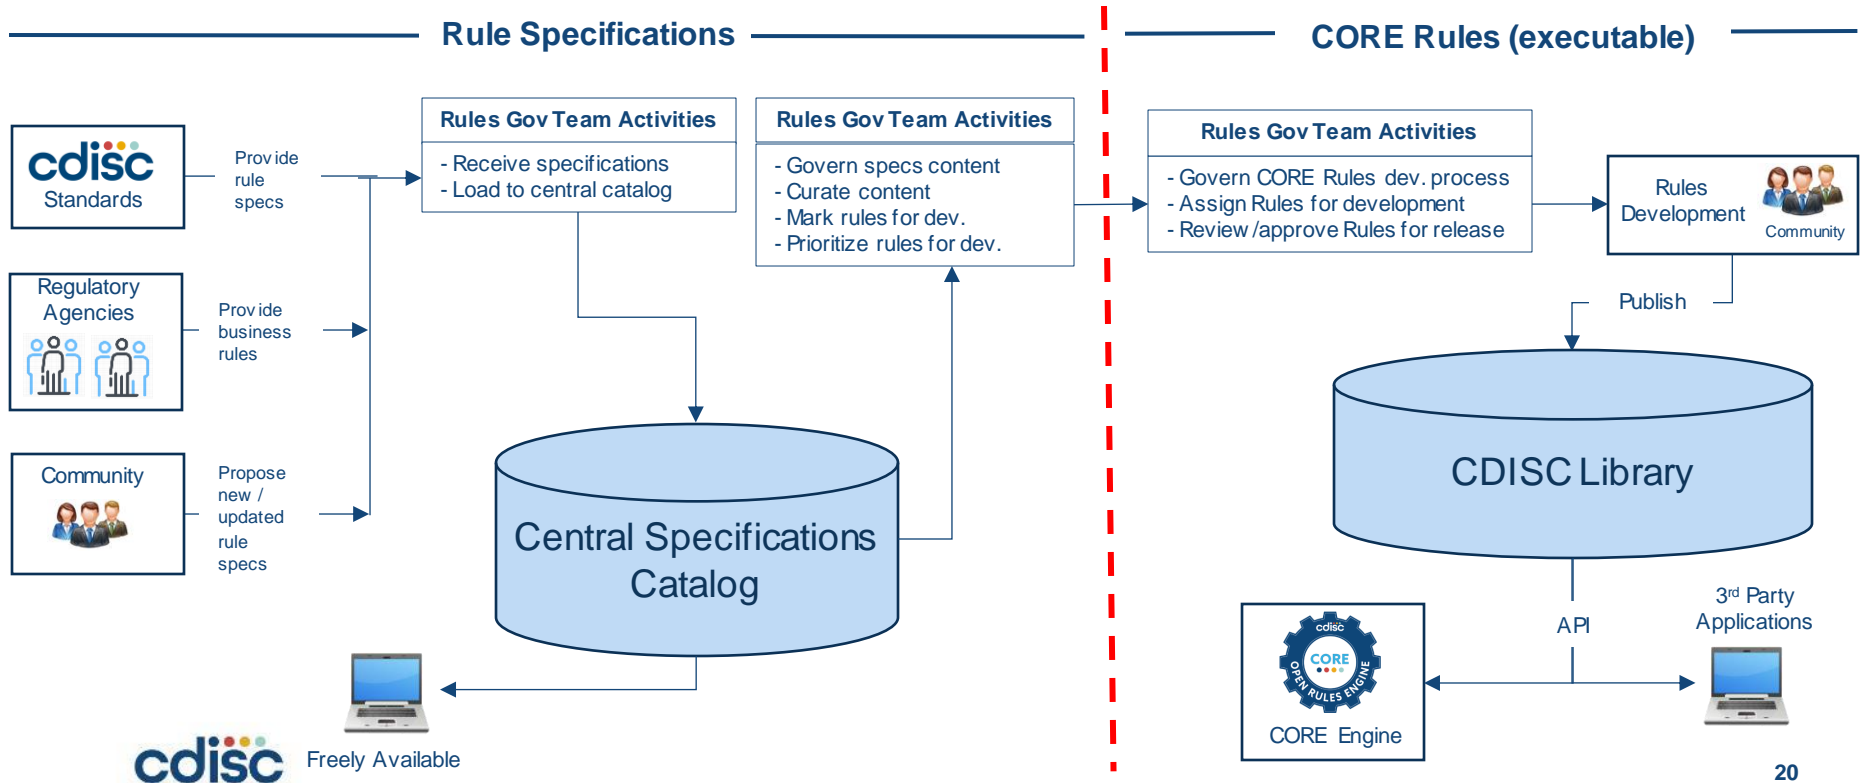 Rule Specifications
CORE Rules (executable)
cdisc
Standards
Provide
rule
specs
Regulatory
Agencies
Provide
business
rules
Community
Propose
new /
updated
rule
specs
Rules Gov Team Activities
- Receive specifications
- Load to central catalog
Rules Gov Team Activities
- Govern specs content
- Curate content
- Mark rules for dev.
- Prioritize rules for dev.
Central Specifications
Catalog
Freely Available
cdisc
Rules Gov Team Activities
- Govern CORE Rules dev. process
- Assign Rules for development
- Review /approve Rules for release
Rules
Development
Community
Publish
CDISC Library
API
cdisc
CORE
OPEN RULES ENGINE
CORE Engine
3rd Party
Applications
20